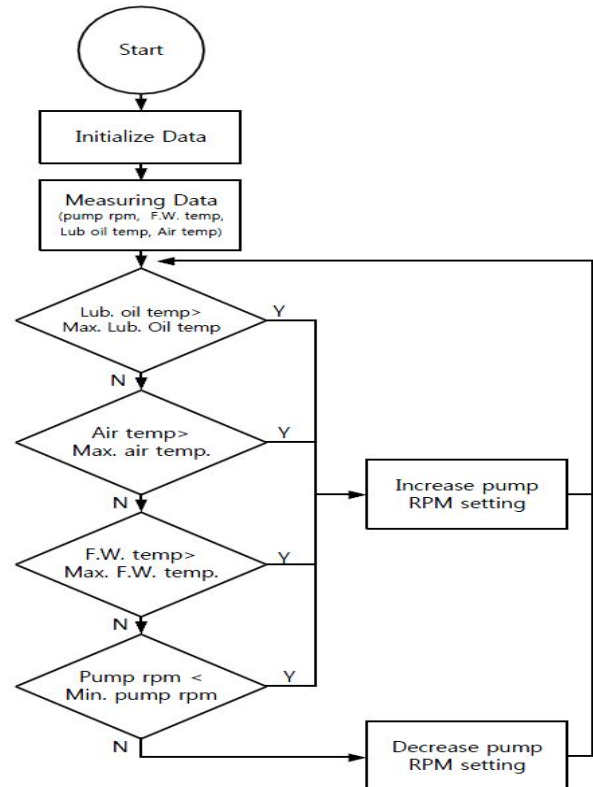 Start
Initialize Data
Measuring Data
(pump rpm, F.W. temp,
Lub oil temp, Air temp)
Lub. oil temp>
Max. Lub. Oil temp
Y
N
Air temp>
Max. air temp.
Y
N
Increase pump
RPM setting
F.W. temp>
Max. F.W. temp.
Y
N
Pump rpm <
Min. pump rpm
Y
N
Decrease pump
RPM setting